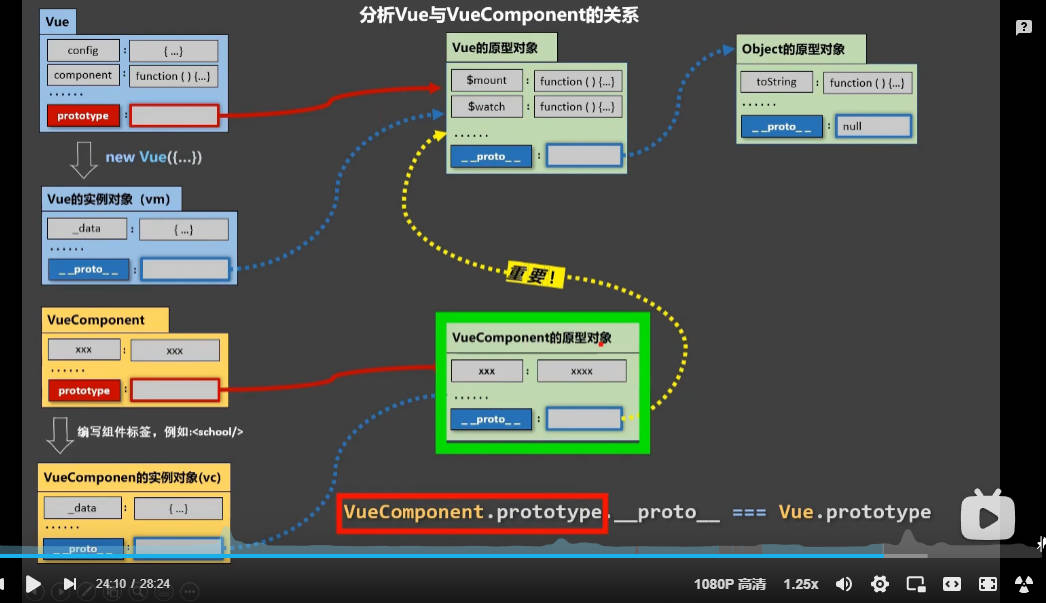 分析Vue与VueComponent的关系
Vue
config : { ...}
component : function ( ) {...}
......
prototype :
new Vue({...})
Vue的实例对象（vm）
_data : { ...}
......
__proto__ :
VueComponent
xxx : xxx
......
prototype :
编写组件标签，例如:<school/>
VueComponen的实例对象(vc)
_data : { ...}
......
__proto__ :
Vue的原型对象
$mount : function ( ) {...}
$watch : function ( ) {...}
......
__proto__ :
Object的原型对象
toString : function ( ) {...}
......
__proto__ : null
重要！
VueComponent的原型对象
xxx : xxxx
......
__proto__ :
VueComponent.prototype.__proto__ === Vue.prototype
24:10 / 28:24
1080P 高清
1.25x